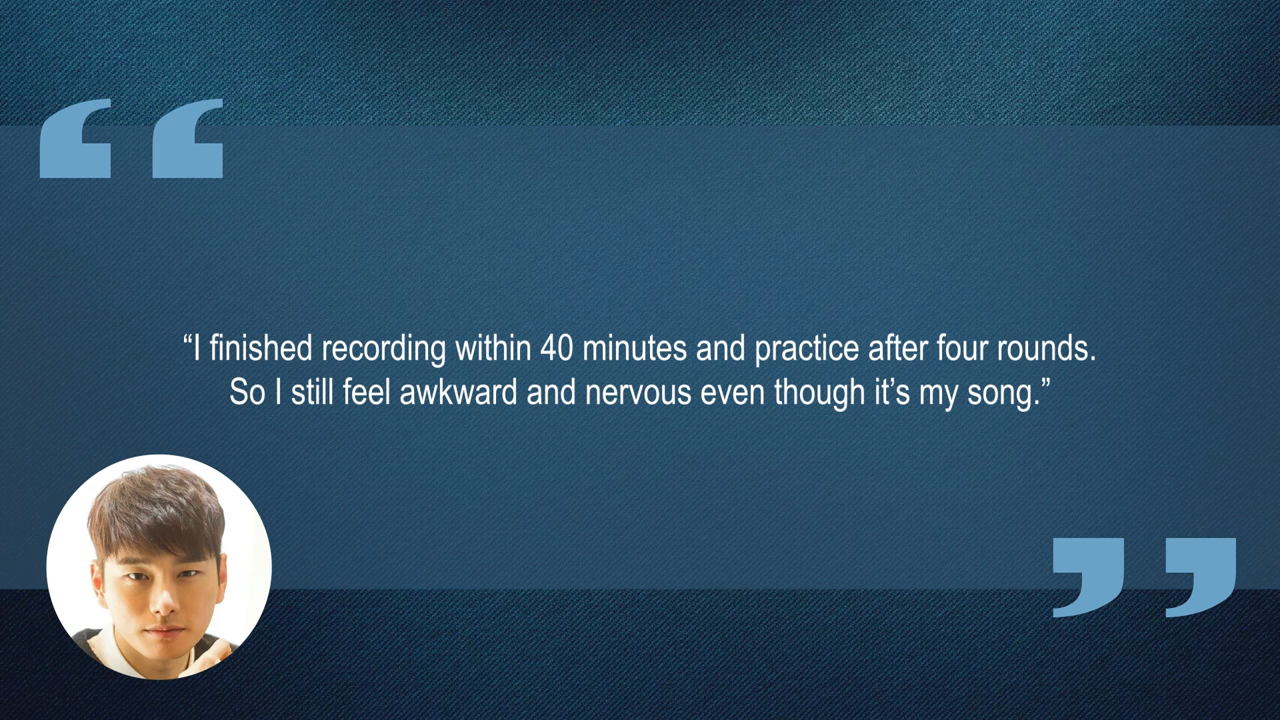 “I finished recording within 40 minutes and practice after four rounds.
So I still feel awkward and nervous even though it’s my song.”